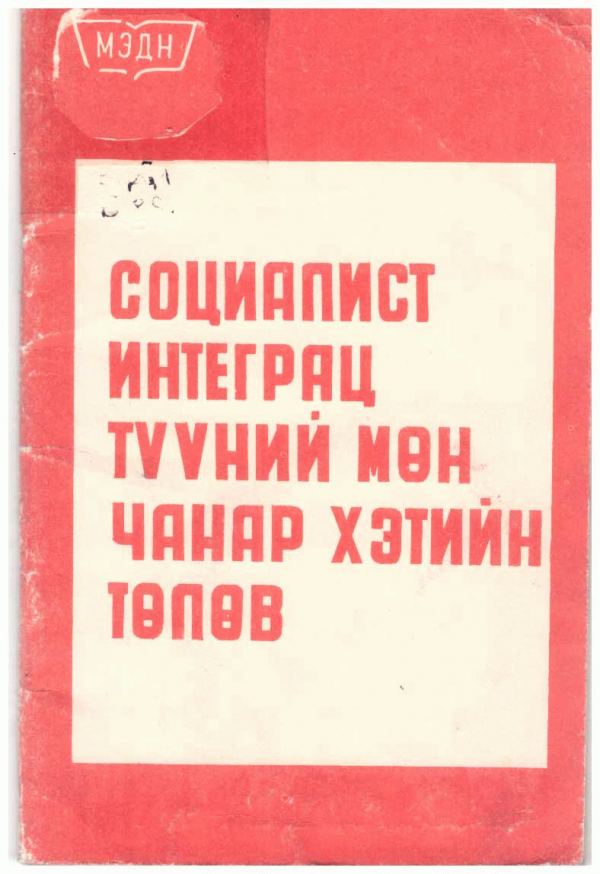 МЭДН
СОЦИАЛИСТ
ИНТЕГРАЦ
ТҮҮНИЙ МӨН
ЧАНАР ХЭТИЙН
ТӨЛӨВ